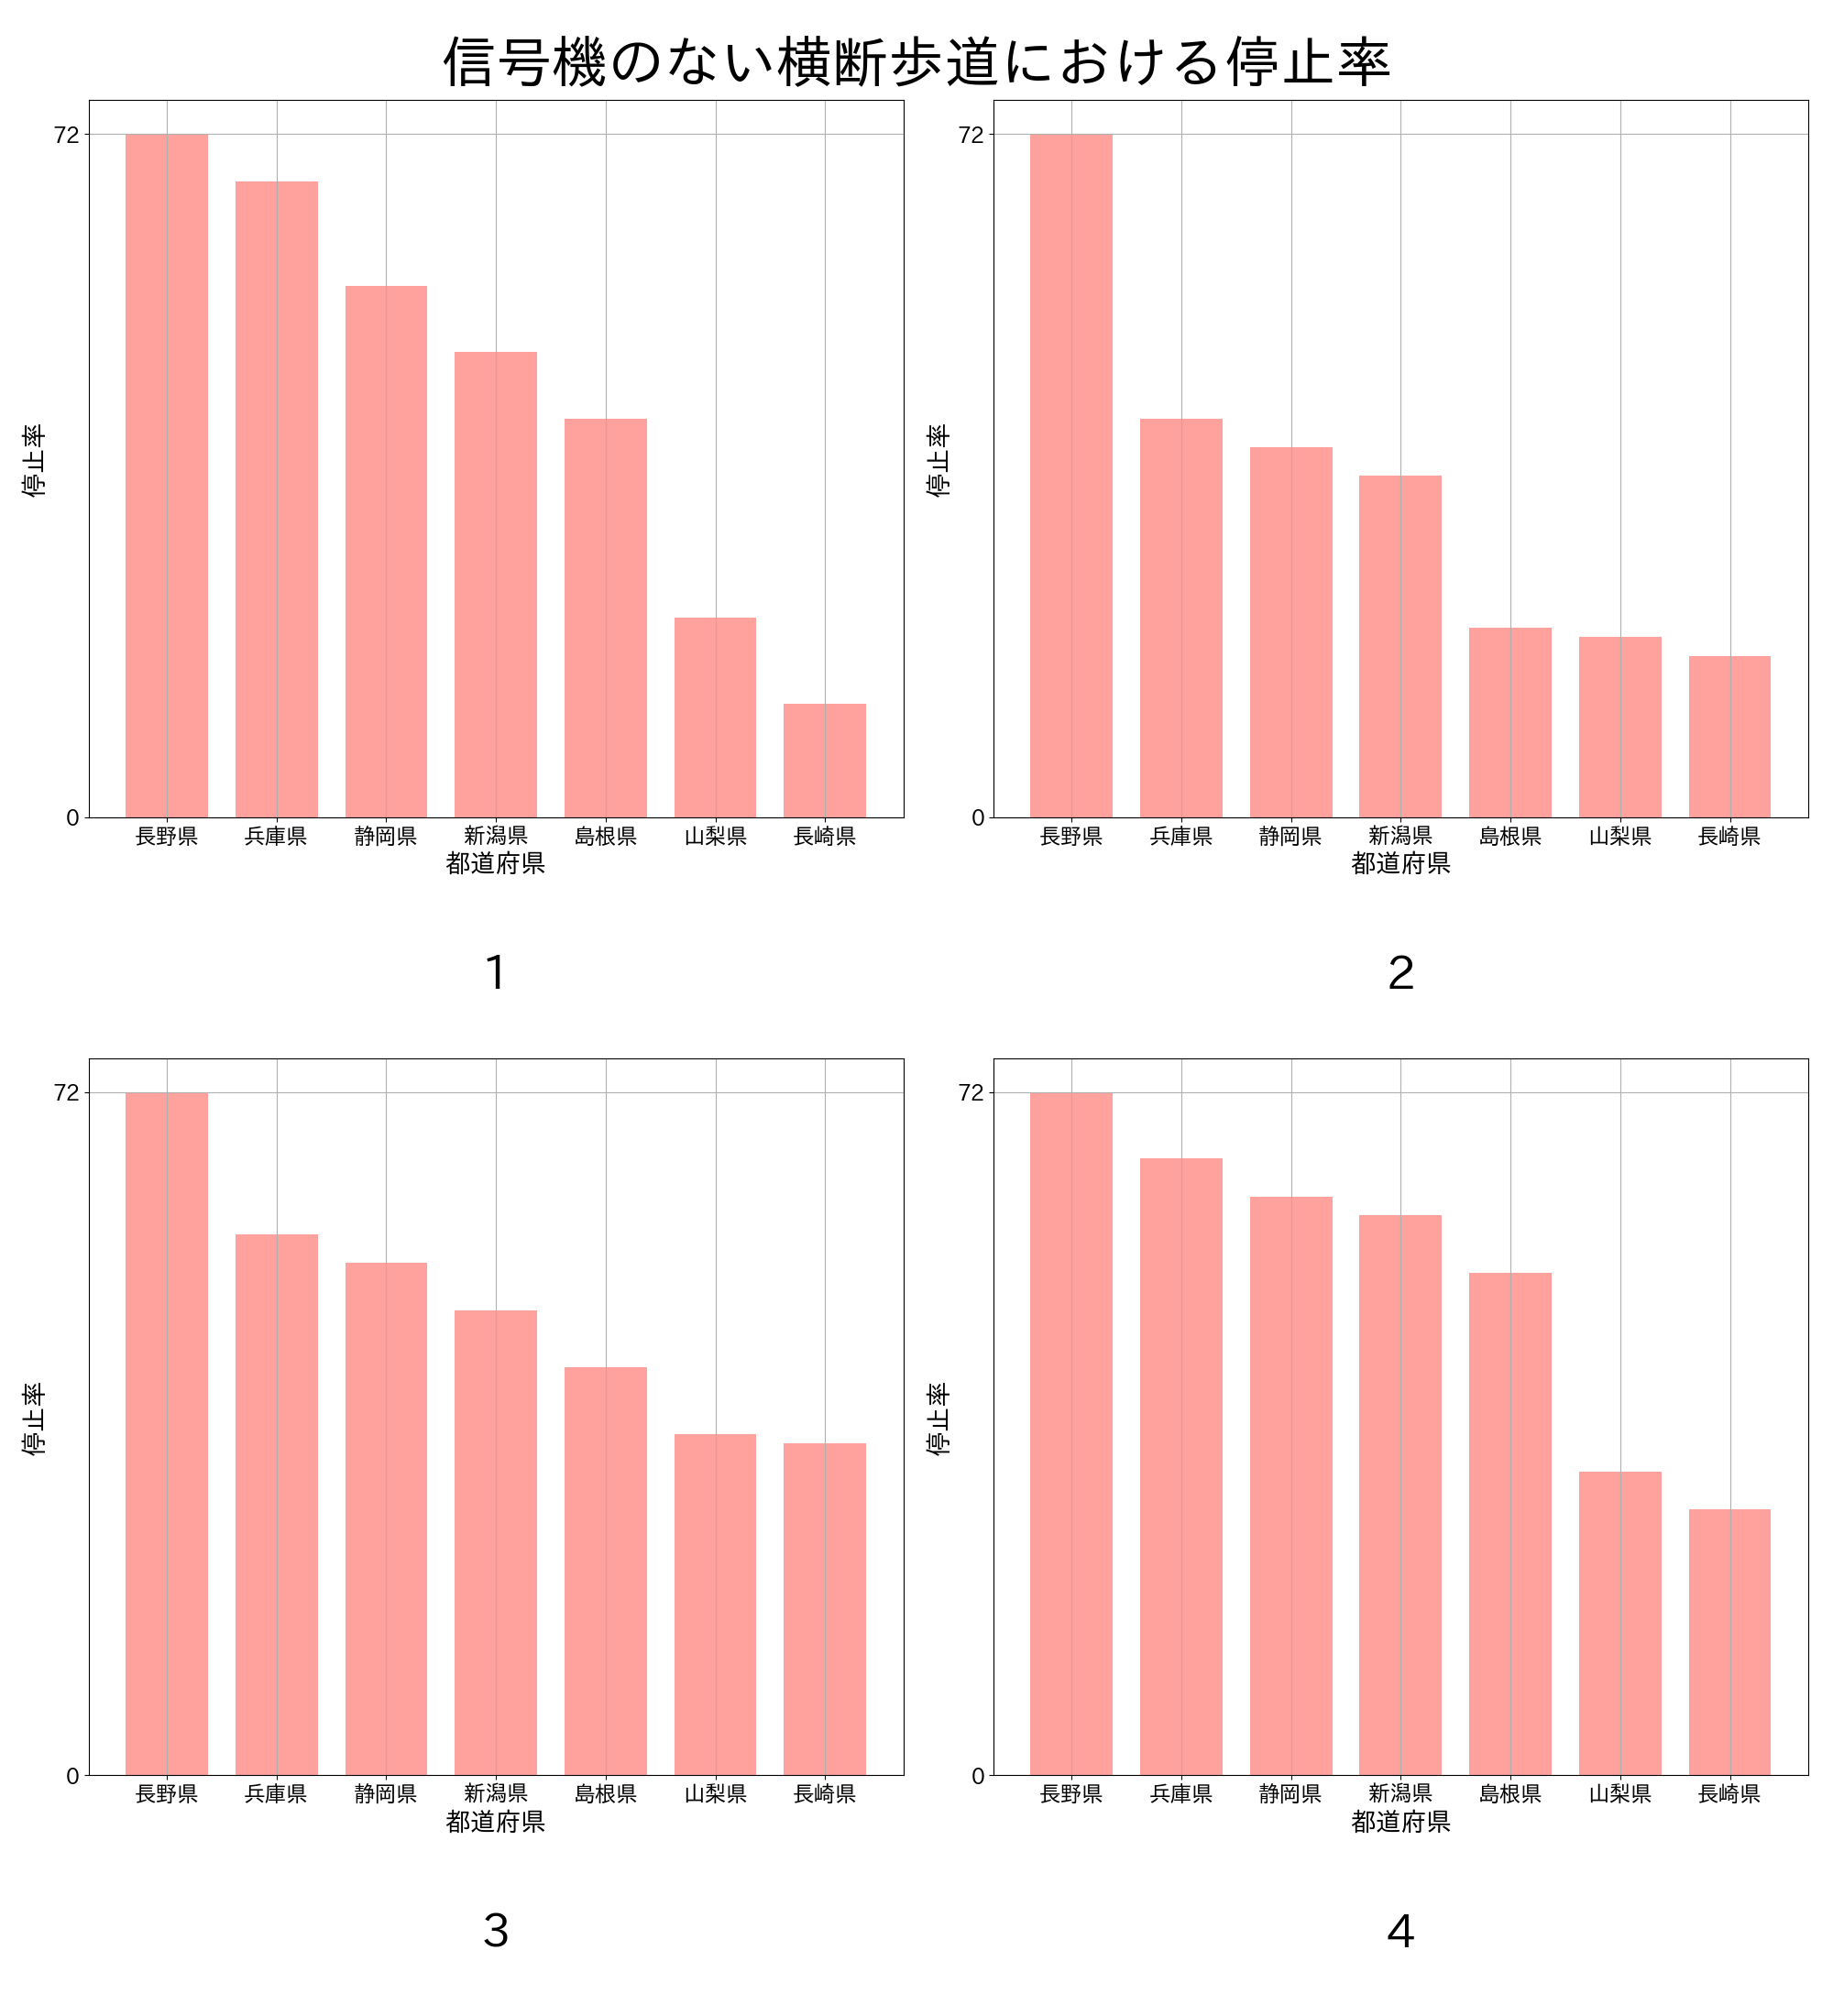 信号機のない横断歩道における停止率
72
0
停止率
長野県 兵庫県 静岡県 新潟県 島根県 山梨県 長崎県
都道府県
1
72
0
停止率
長野県 兵庫県 静岡県 新潟県 島根県 山梨県 長崎県
都道府県
2
72
0
停止率
長野県 兵庫県 静岡県 新潟県 島根県 山梨県 長崎県
都道府県
3
72
0
停止率
長野県 兵庫県 静岡県 新潟県 島根県 山梨県 長崎県
都道府県
4